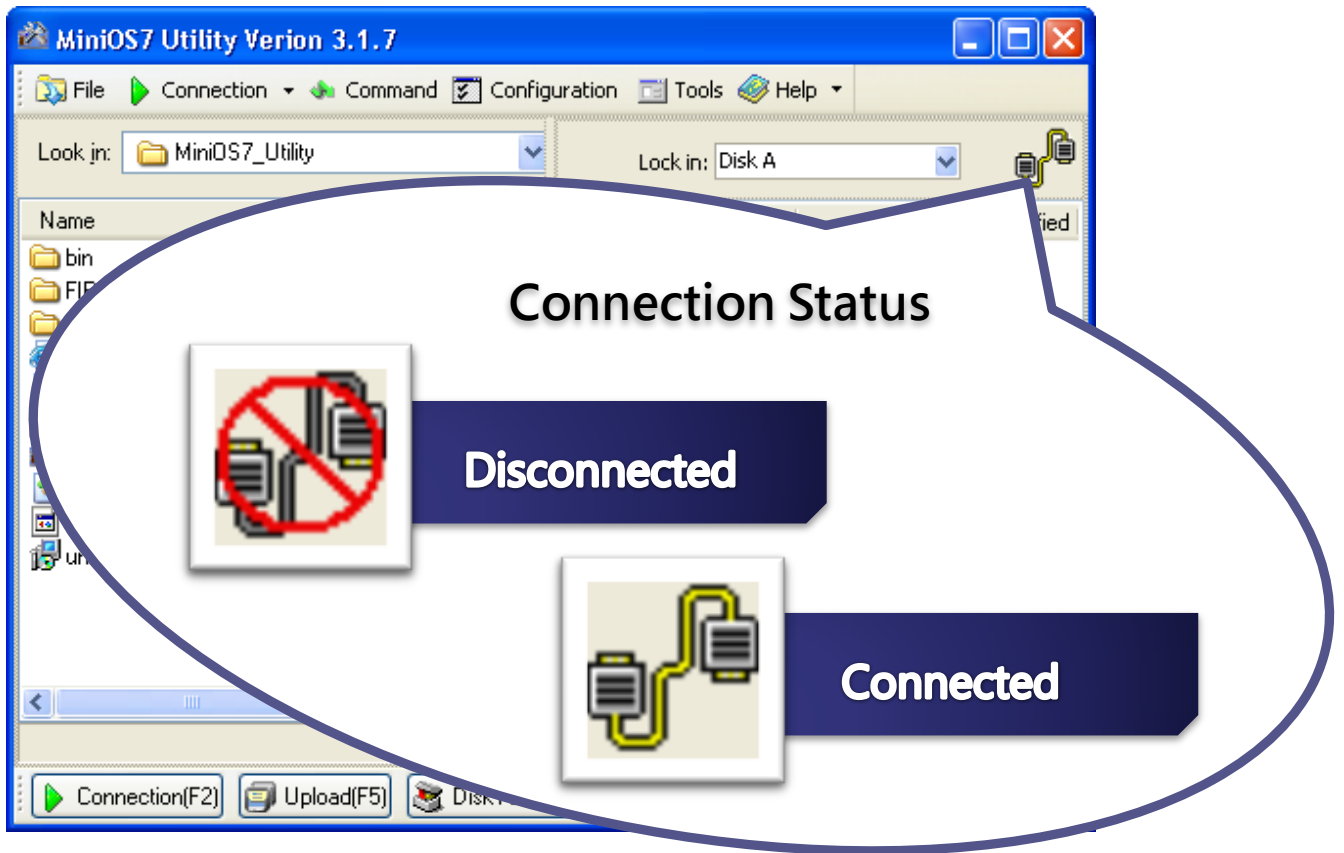 MiniOS7 Utility Verion 3.1.7
File Connection Command Configuration Tools Help
Look in: MiniOS7_Utility
Lock in: Disk A
Name
bin
Connection Status
Disconnected
Connected
Connection(F2) Upload(F5)